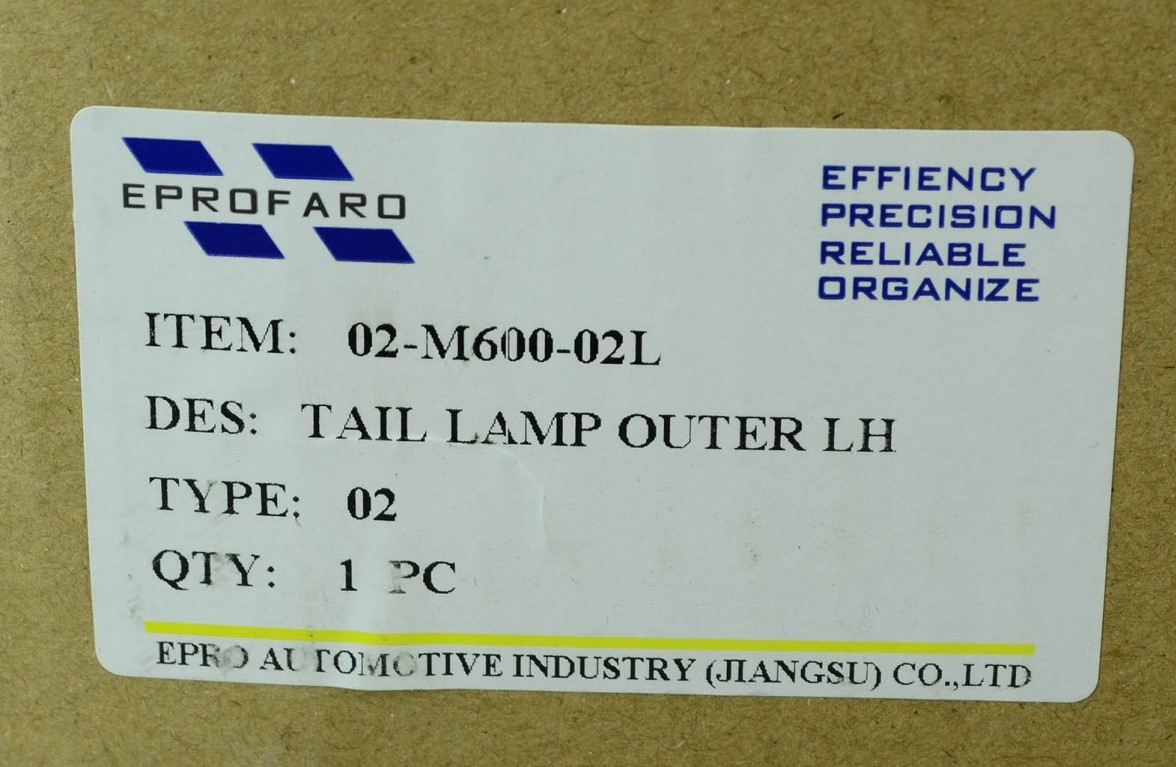 EPROFARO
EFFIENCY
PRECISION
RELIABLE
ORGANIZE
ITEM: 02-M600-02L
DES: TAIL LAMP OUTER LH
TYPE: 02
QTY: 1 PC
EPRO AUTOMOTIVE INDUSTRY (JIANGSU) CO.,LTD